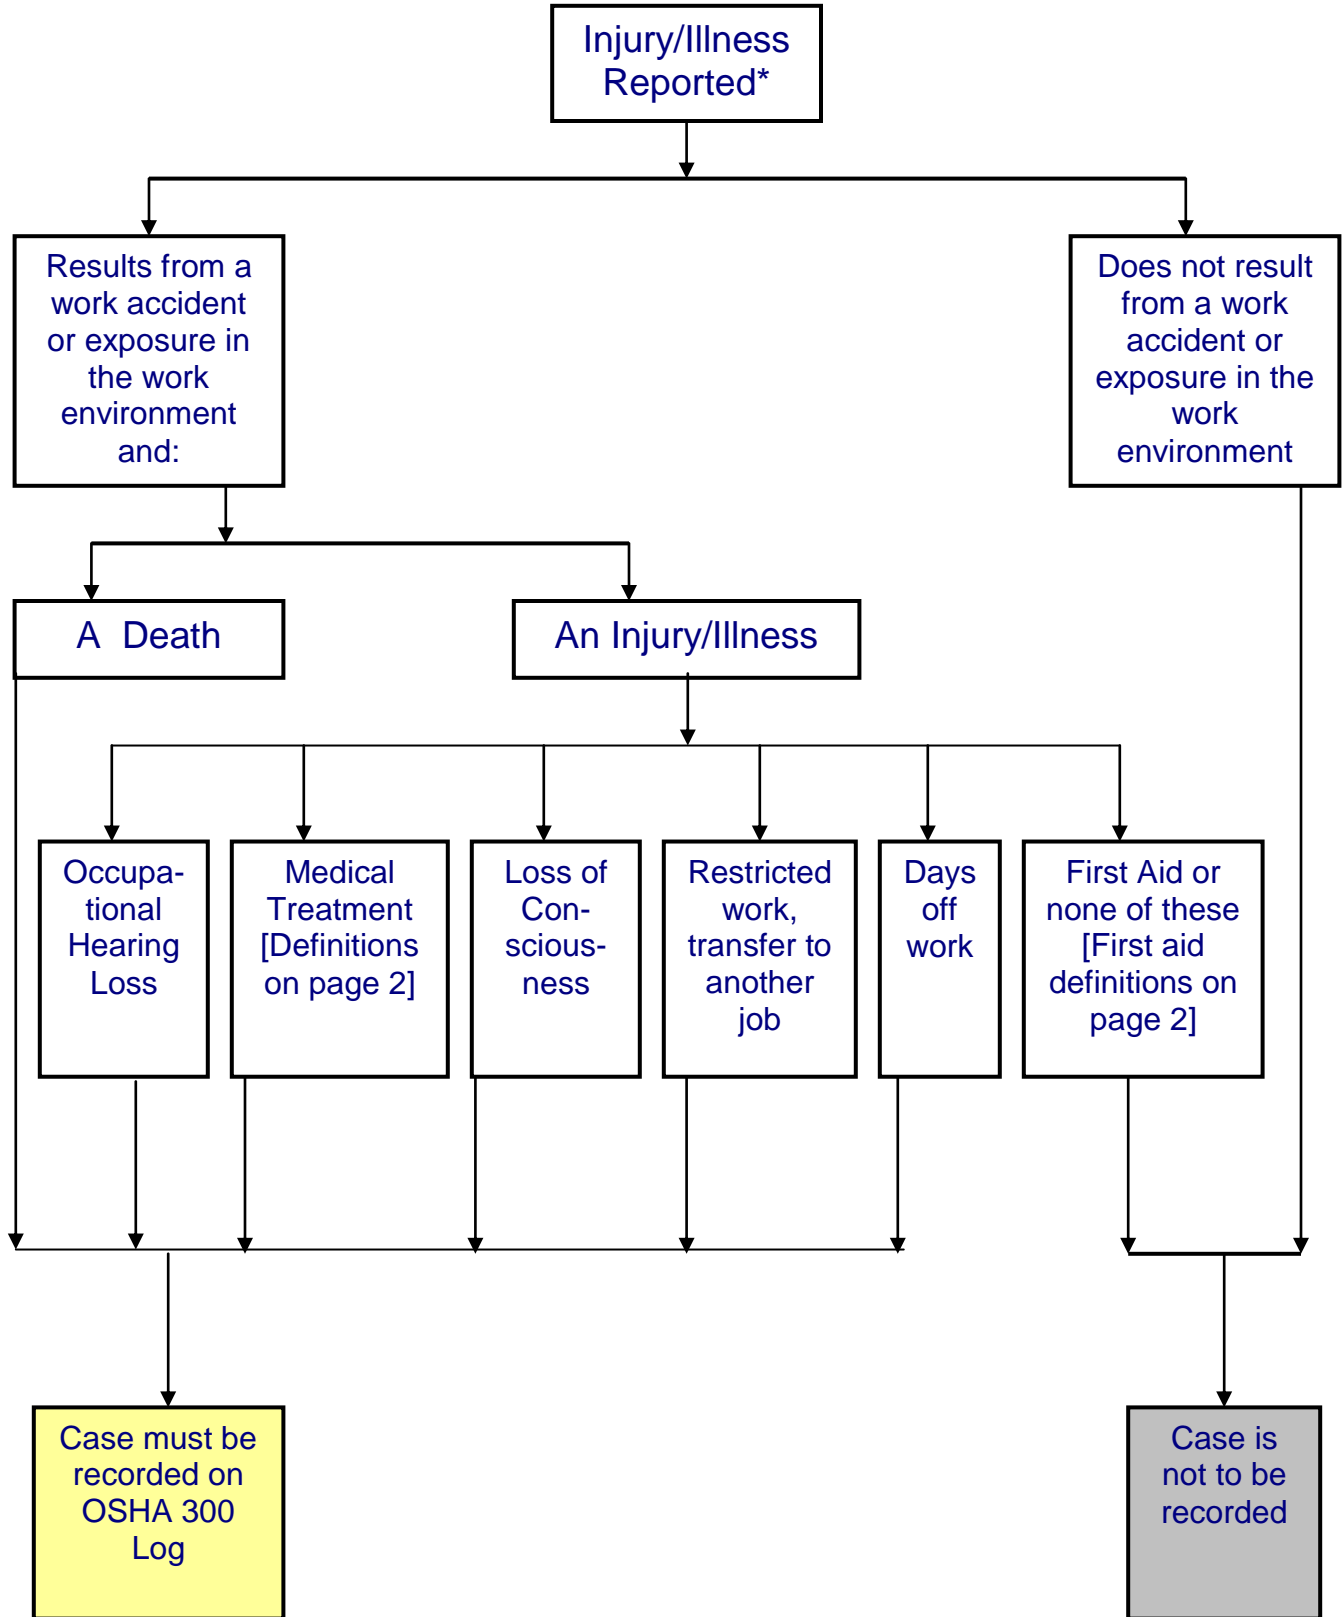 Injury/Illness
Reported*
Results from a
work accident
or exposure in
the work
environment
and:
Does not result
from a work
accident or
exposure in the
work
environment
A Death
An Injury/Illness
Occupa-
tional
Hearing
Loss
Medical
Treatment
[Definitions
on page 2]
Loss of
Con-
scious-
ness
Restricted
work,
transfer to
another
job
Days
off
work
First Aid or
none of these
[First aid
definitions on
page 2]
Case must be
recorded on
OSHA 300
Log
Case is
not to be
recorded